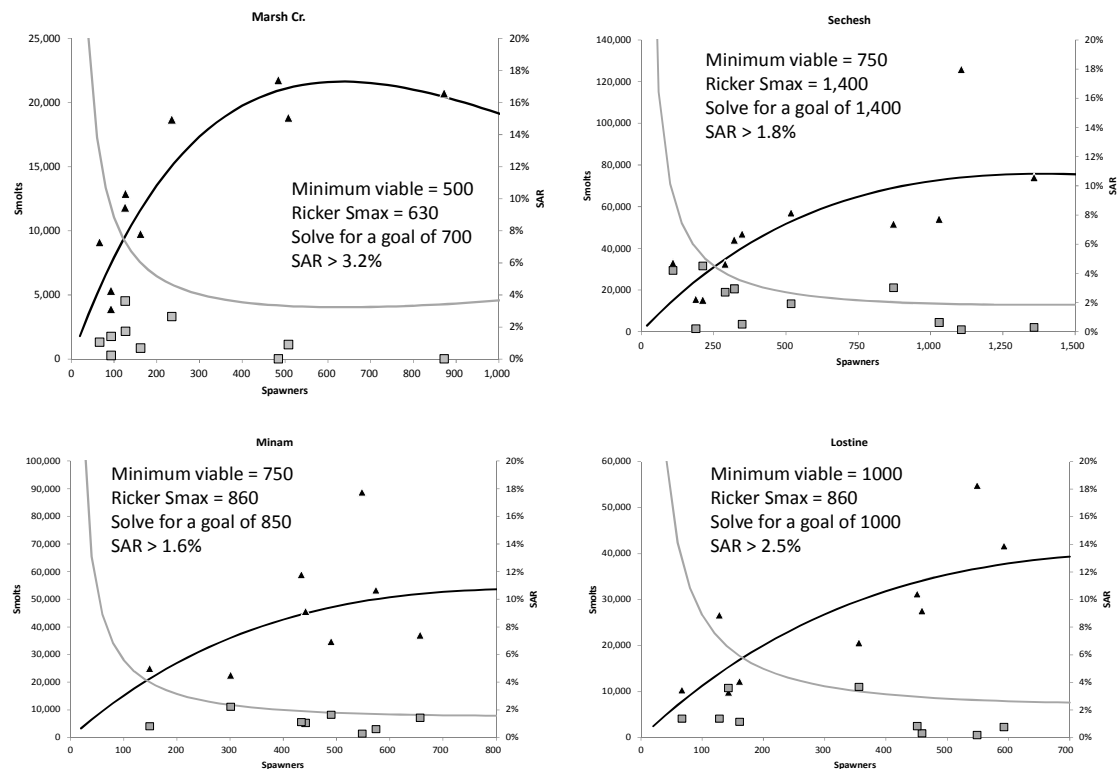 Marsh Cr.
25,000
20,000
15,000
10,000
5,000
0
Smolts
20%
18%
16%
14%
12%
10%
8%
6%
4%
2%
0%
SAR
Minimum viable = 500
Ricker Smax = 630
Solve for a goal of 700
SAR > 3.2%
0 100 200 300 400 500 600 700 800 900 1,000
Spawners
Sechesh
140,000
120,000
100,000
80,000
60,000
40,000
20,000
0
Smolts
20%
18%
16%
14%
12%
10%
8%
6%
4%
2%
0%
SAR
Minimum viable = 750
Ricker Smax = 1,400
Solve for a goal of 1,400
SAR > 1.8%
0 250 500 750 1,000 1,250 1,500
Spawners
Minam
100,000
90,000
80,000
70,000
60,000
50,000
40,000
30,000
20,000
10,000
0
Smolts
20%
18%
16%
14%
12%
10%
8%
6%
4%
2%
0%
SAR
Minimum viable = 750
Ricker Smax = 860
Solve for a goal of 850
SAR > 1.6%
0 100 200 300 400 500 600 700 800
Spawners
Lostine
60,000
50,000
40,000
30,000
20,000
10,000
0
Smolts
20%
18%
16%
14%
12%
10%
8%
6%
4%
2%
0%
SAR
Minimum viable = 1000
Ricker Smax = 860
Solve for a goal of 1000
SAR > 2.5%
0 100 200 300 400 500 600 700
Spawners